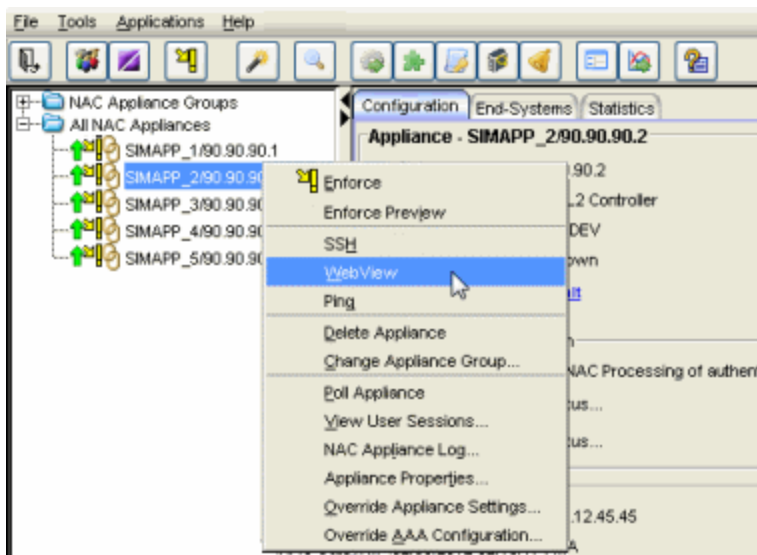 File Tools Applications Help
NAC Appliance Groups
All NAC Appliances
SIMAPP_1/90.90.90.1
SIMAPP_2/90.90.90
SIMAPP_3/90.90.90
SIMAPP_4/90.90.90
SIMAPP_5/90.90.90
Configuration End-Systems Statistics
Appliance - SIMAPP_2/90.90.90.2
Enforce
Enforce Preview
SSH
WebView
Ping
Delete Appliance
Change Appliance Group...
Poll Appliance
View User Sessions...
NAC Appliance Log...
Appliance Properties...
Override Appliance Settings...
Override AAA Configuration...
.90.2
_2 Controller
DEV
own
NAC Processing of authen
tus...
tus...
.12.45.45